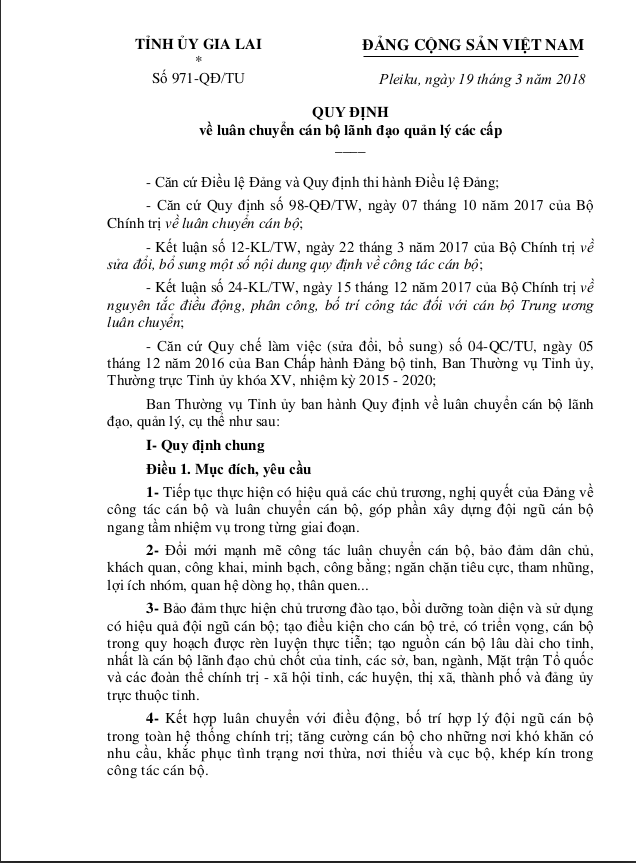 TỈNH ỦY GIA LAI
ĐẢNG CỘNG SẢN VIỆT NAM
*
Số 971-QĐ/TU
Pleiku, ngày 19 tháng 3 năm 2018
QUY ĐỊNH
về luân chuyển cán bộ lãnh đạo quản lý các cấp
- Căn cứ Điều lệ Đảng và Quy định thi hành Điều lệ Đảng;
- Căn cứ Quy định số 98-QĐ/TW, ngày 07 tháng 10 năm 2017 của Bộ
Chính trị về luân chuyển cán bộ;
- Kết luận số 12-KL/TW, ngày 22 tháng 3 năm 2017 của Bộ Chính trị về
sửa đổi, bổ sung một số nội dung quy định về công tác cán bộ;
- Kết luận số 24-KL/TW, ngày 15 tháng 12 năm 2017 của Bộ Chính trị về
nguyên tắc điều động, phân công, bố trí công tác đối với cán bộ Trung ương
luân chuyển;
- Căn cứ Quy chế làm việc (sửa đổi, bổ sung) số 04-QC/TU, ngày 05
tháng 12 năm 2016 của Ban Chấp hành Đảng bộ tỉnh, Ban Thường vụ Tỉnh ủy,
Thường trực Tỉnh ủy khóa XV, nhiệm kỳ 2015 - 2020;
Ban Thường vụ Tỉnh ủy ban hành Quy định về luân chuyển cán bộ lãnh
đạo, quản lý, cụ thể như sau:
I- Quy định chung
Điều 1. Mục đích, yêu cầu
1- Tiếp tục thực hiện có hiệu quả các chủ trương, nghị quyết của Đảng về
công tác cán bộ và luân chuyển cán bộ, góp phần xây dựng đội ngũ cán bộ
ngang tầm nhiệm vụ trong từng giai đoạn.
2- Đổi mới mạnh mẽ công tác luân chuyển cán bộ, bảo đảm dân chủ,
khách quan, công khai, minh bạch, công bằng; ngăn chặn tiêu cực, tham nhũng,
lợi ích nhóm, quan hệ dòng họ, thân quen...
3- Bảo đảm thực hiện chủ trương đào tạo, bồi dưỡng toàn diện và sử dụng
có hiệu quả đội ngũ cán bộ; tạo điều kiện cho cán bộ trẻ, có triển vọng, cán bộ
trong quy hoạch được rèn luyện thực tiễn; tạo nguồn cán bộ lâu dài cho tỉnh,
nhất là cán bộ lãnh đạo chủ chốt của tỉnh, các sở, ban, ngành, Mặt trận Tổ quốc
và các đoàn thể chính trị - xã hội tỉnh, các huyện, thị xã, thành phố và đảng ủy
trực thuộc tỉnh.
4- Kết hợp luân chuyển với điều động, bố trí hợp lý đội ngũ cán bộ
trong toàn hệ thống chính trị; tăng cường cán bộ cho những nơi khó khăn có
nhu cầu, khắc phục tình trạng nơi thừa, nơi thiếu và cục bộ, khép kín trong
công tác cán bộ.